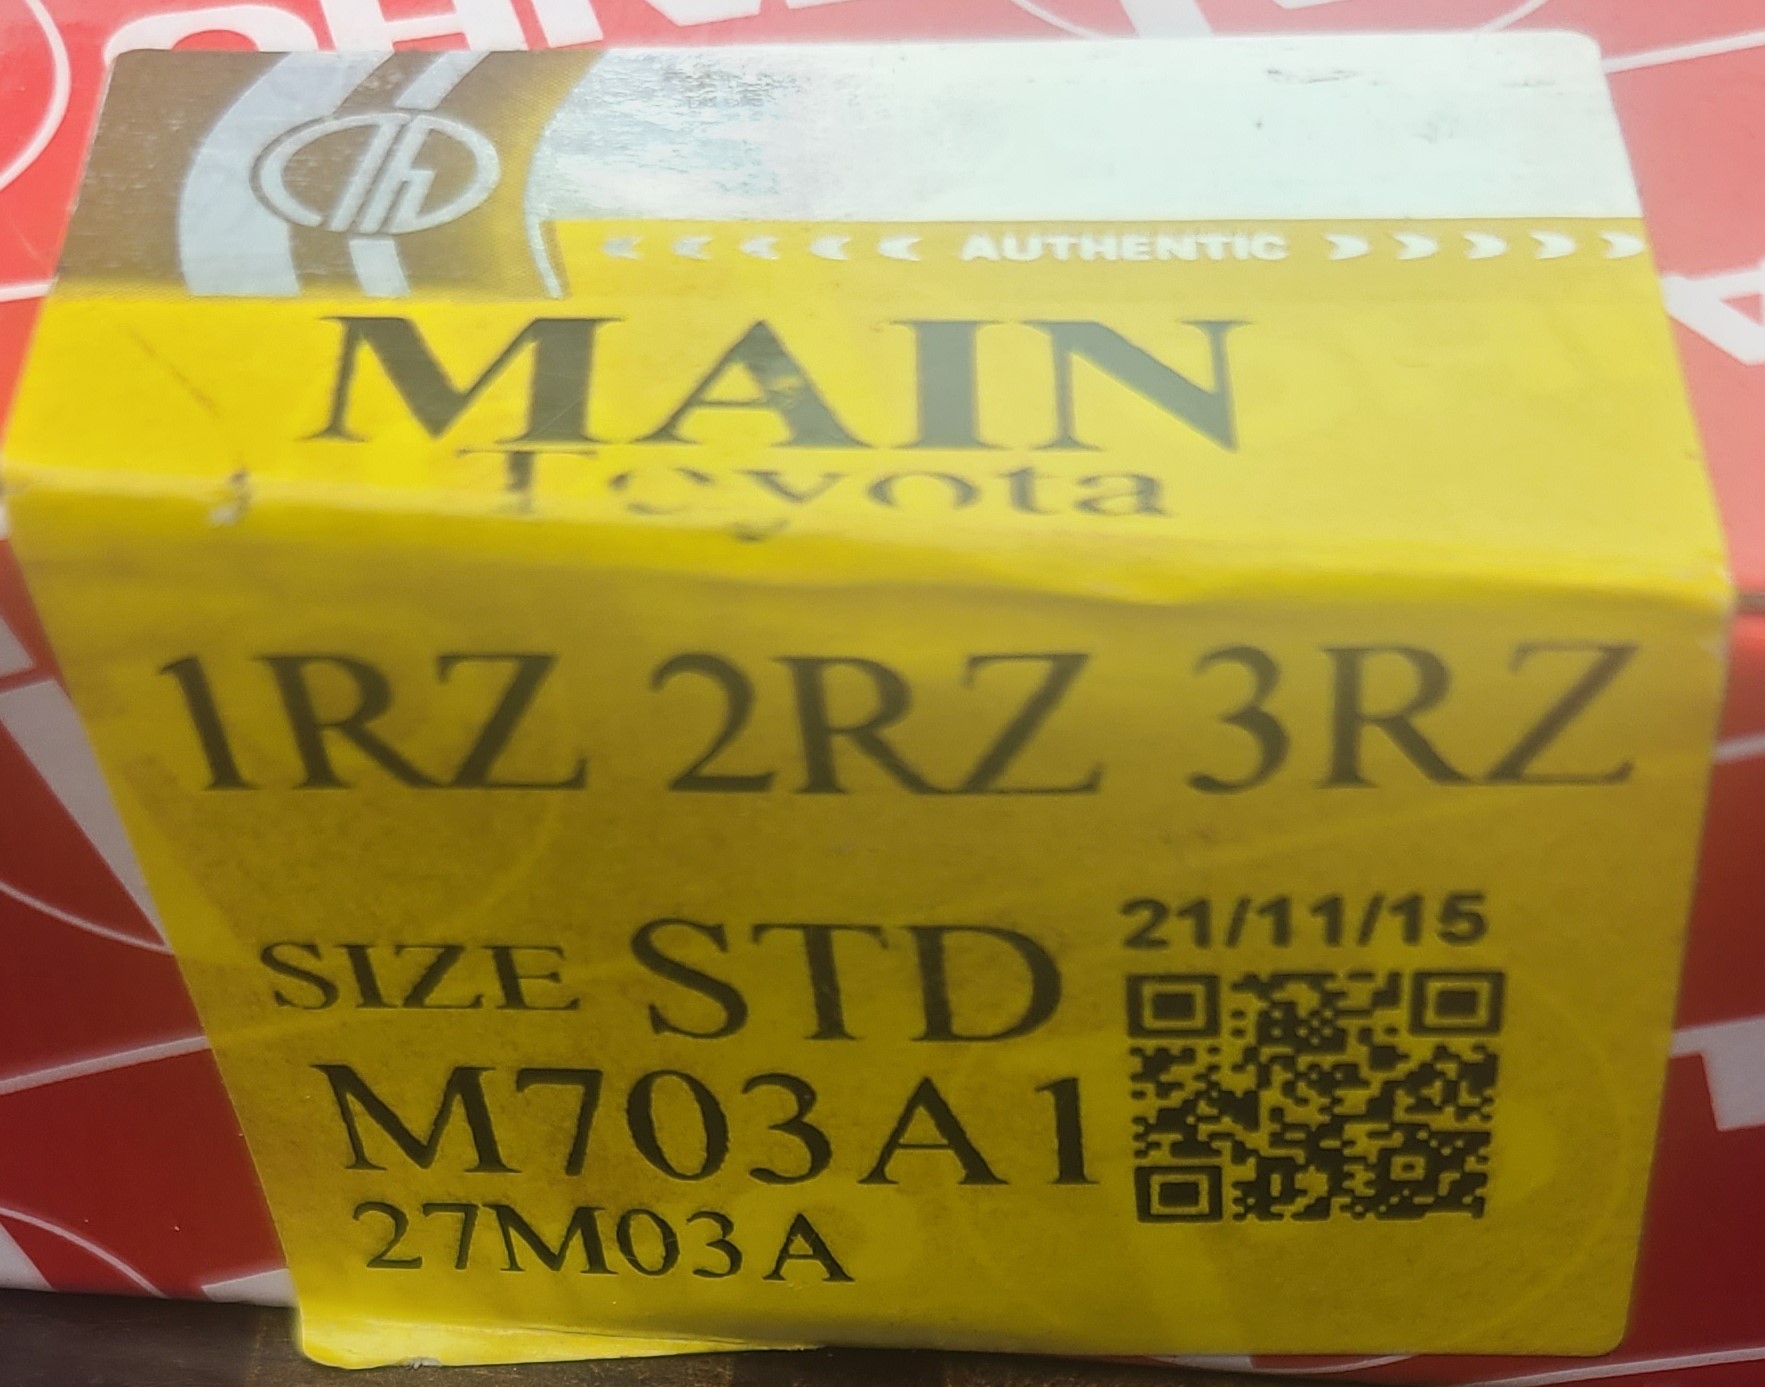 AUTHENTIC
MAIN
Toyota
1RZ 2RZ 3RZ
SIZE STD
21/11/15
M703A1
27M03A